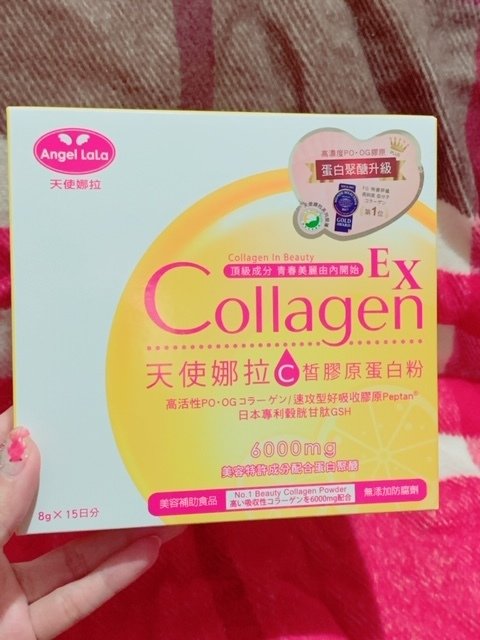 Angel LaLa
天使娜拉
PLUS
高濃度PO·OG膠原
蛋白聚醣升級
コラーゲン
第1位
GOLD
AWARD
Collagen In Beauty
頂級成分 青春美麗由內開始
Collagen EX
天使娜拉C皙膠原蛋白粉
高活性PO·OGコラーゲン/速攻型好吸收膠原Peptan®
日本專利穀胱甘肽GSH
6000mg
美容特許成分配合蛋白聚醣
美容補助食品
No.1 Beauty Collagen Powder
高い吸収性コラーゲンを6000mg配合
無添加防腐劑
8g×15日分